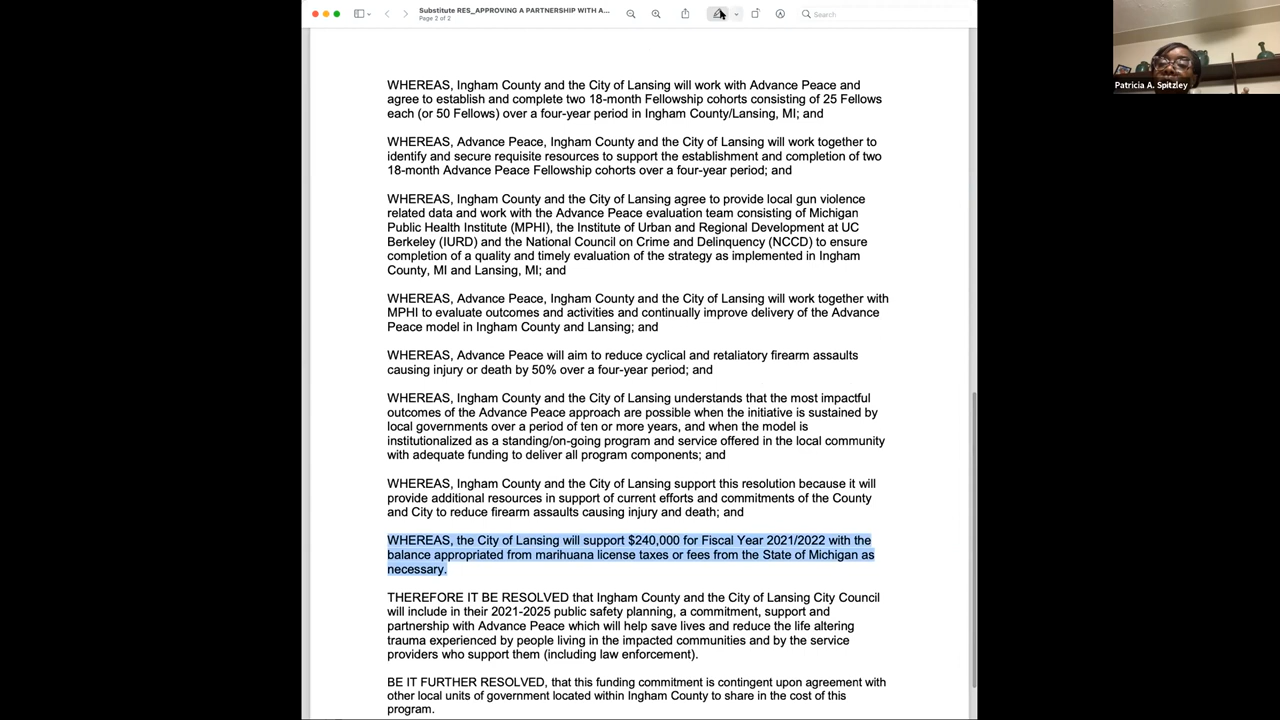 Substitute RES_APPROVING A PARTNERSHIP WITH A...
Page 2 of 2
Search
Patricia A. Spitzley
WHEREAS, Ingham County and the City of Lansing will work with Advance Peace and
agree to establish and complete two 18-month Fellowship cohorts consisting of 25 Fellows
each (or 50 Fellows) over a four-year period in Ingham County/Lansing, MI; and
WHEREAS, Advance Peace, Ingham County and the City of Lansing will work together to
identify and secure requisite resources to support the establishment and completion of two
18-month Advance Peace Fellowship cohorts over a four-year period; and
WHEREAS, Ingham County and the City of Lansing agree to provide local gun violence
related data and work with the Advance Peace evaluation team consisting of Michigan
Public Health Institute (MPHI), the Institute of Urban and Regional Development at UC
Berkeley (IURD) and the National Council on Crime and Delinquency (NCCD) to ensure
completion of a quality and timely evaluation of the strategy as implemented in Ingham
County, MI and Lansing, MI; and
WHEREAS, Advance Peace, Ingham County and the City of Lansing will work together with
MPHI to evaluate outcomes and activities and continually improve delivery of the Advance
Peace model in Ingham County and Lansing; and
WHEREAS, Advance Peace will aim to reduce cyclical and retaliatory firearm assaults
causing injury or death by 50% over a four-year period; and
WHEREAS, Ingham County and the City of Lansing understands that the most impactful
outcomes of the Advance Peace approach are possible when the initiative is sustained by
local governments over a period of ten or more years, and when the model is
institutionalized as a standing/on-going program and service offered in the local community
with adequate funding to deliver all program components; and
WHEREAS, Ingham County and the City of Lansing support this resolution because it will
provide additional resources in support of current efforts and commitments of the County
and City to reduce firearm assaults causing injury and death; and
WHEREAS, the City of Lansing will support $240,000 for Fiscal Year 2021/2022 with the
balance appropriated from marihuana license taxes or fees from the State of Michigan as
necessary.
THEREFORE IT BE RESOLVED that Ingham County and the City of Lansing City Council
will include in their 2021-2025 public safety planning, a commitment, support and
partnership with Advance Peace which will help save lives and reduce the life altering
trauma experienced by people living in the impacted communities and by the service
providers who support them (including law enforcement).
BE IT FURTHER RESOLVED, that this funding commitment is contingent upon agreement with
other local units of government located within Ingham County to share in the cost of this
program.